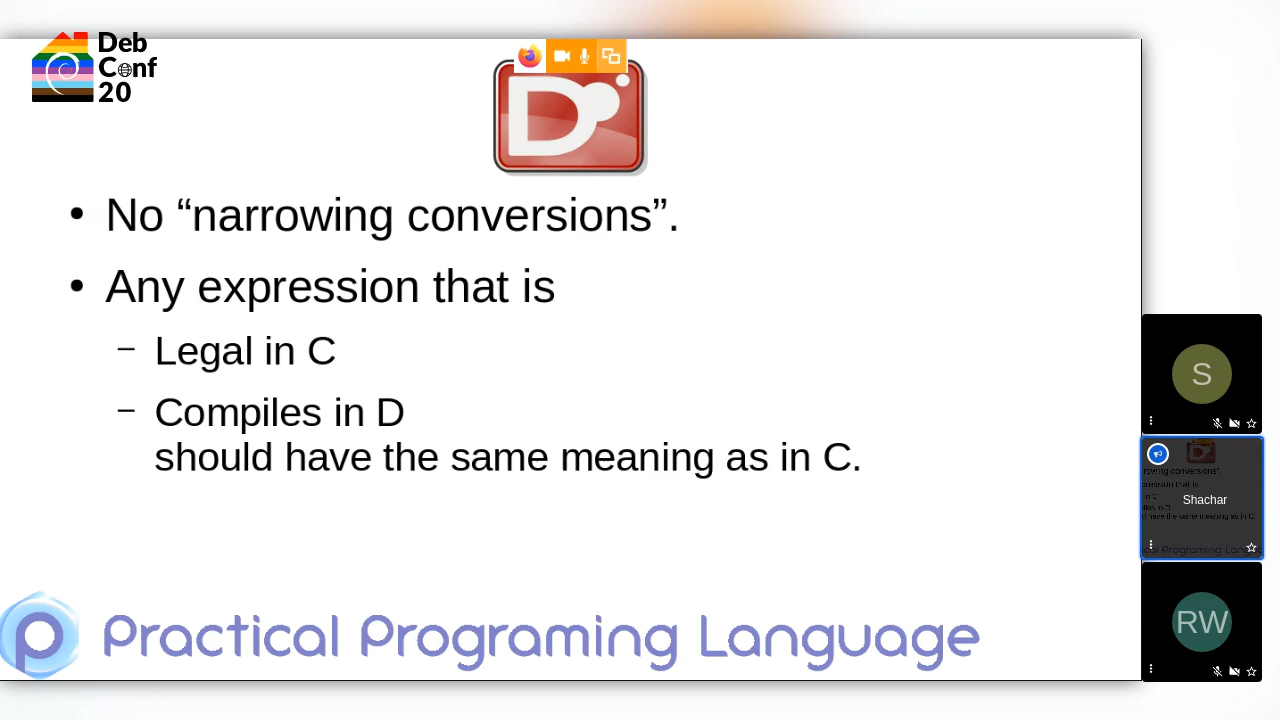 Deb
Conf
20
D
No “narrowing conversions”.
Any expression that is
Legal in C
Compiles in D
should have the same meaning as in C.
Practical Programing Language
S
Shachar
RW